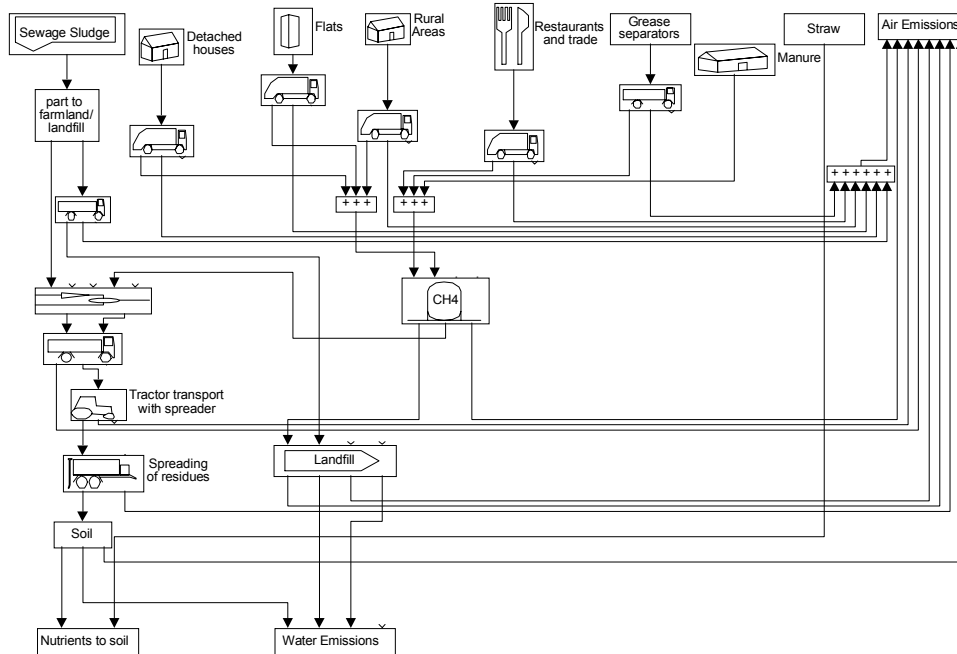 Sewage Sludge
Detached
houses
Flats
Rural
Areas
Restaurants
and trade
Grease
separators
Manure
Straw
Air Emissions
part to
farmland/
landfill
+ + +
+ + +
+ + + + + +
CH4
Tractor transport
with spreader
Landfill
Spreading
of residues
Soil
Nutrients to soil
Water Emissions